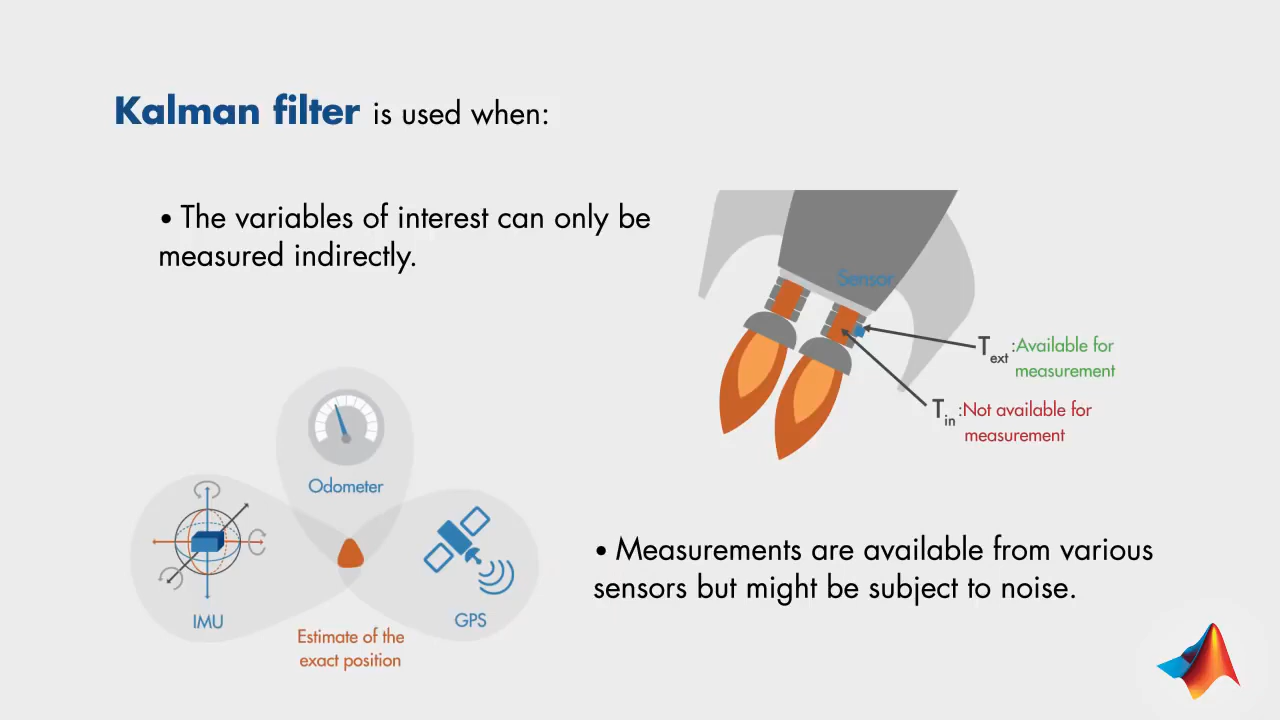 Kalman filter is used when:
• The variables of interest can only be
measured indirectly.
Sensor
T_ext :Available for
measurement
T_in :Not available for
measurement
Odometer
IMU
GPS
Estimate of the
exact position
• Measurements are available from various
sensors but might be subject to noise.